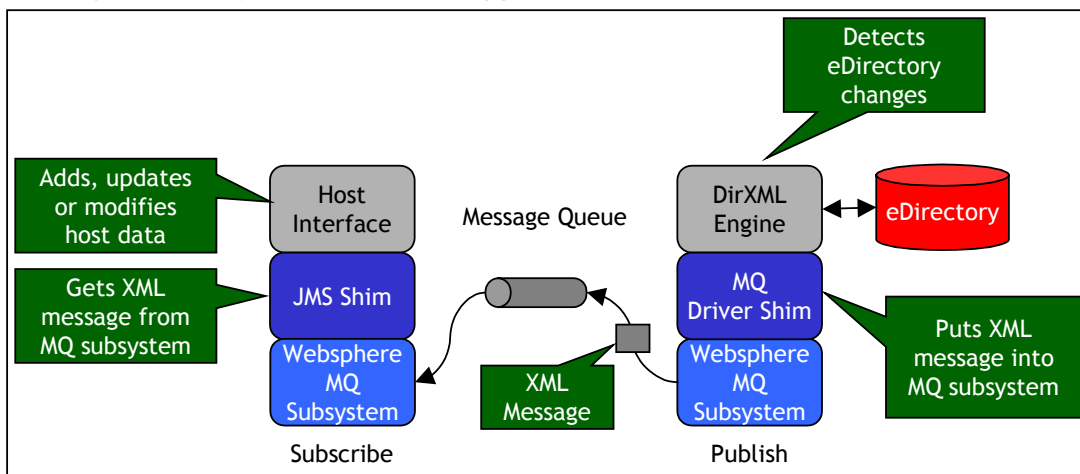 Detects
eDirectory
changes
Adds, updates
or modifies
host data
Host
Interface
Message Queue
DirXML
Engine
eDirectory
Gets XML
message from
MQ subsystem
JMS Shim
MQ
Driver Shim
Puts XML
message into
MQ subsystem
Websphere
MQ
Subsystem
XML
Message
Websphere
MQ
Subsystem
Subscribe
Publish